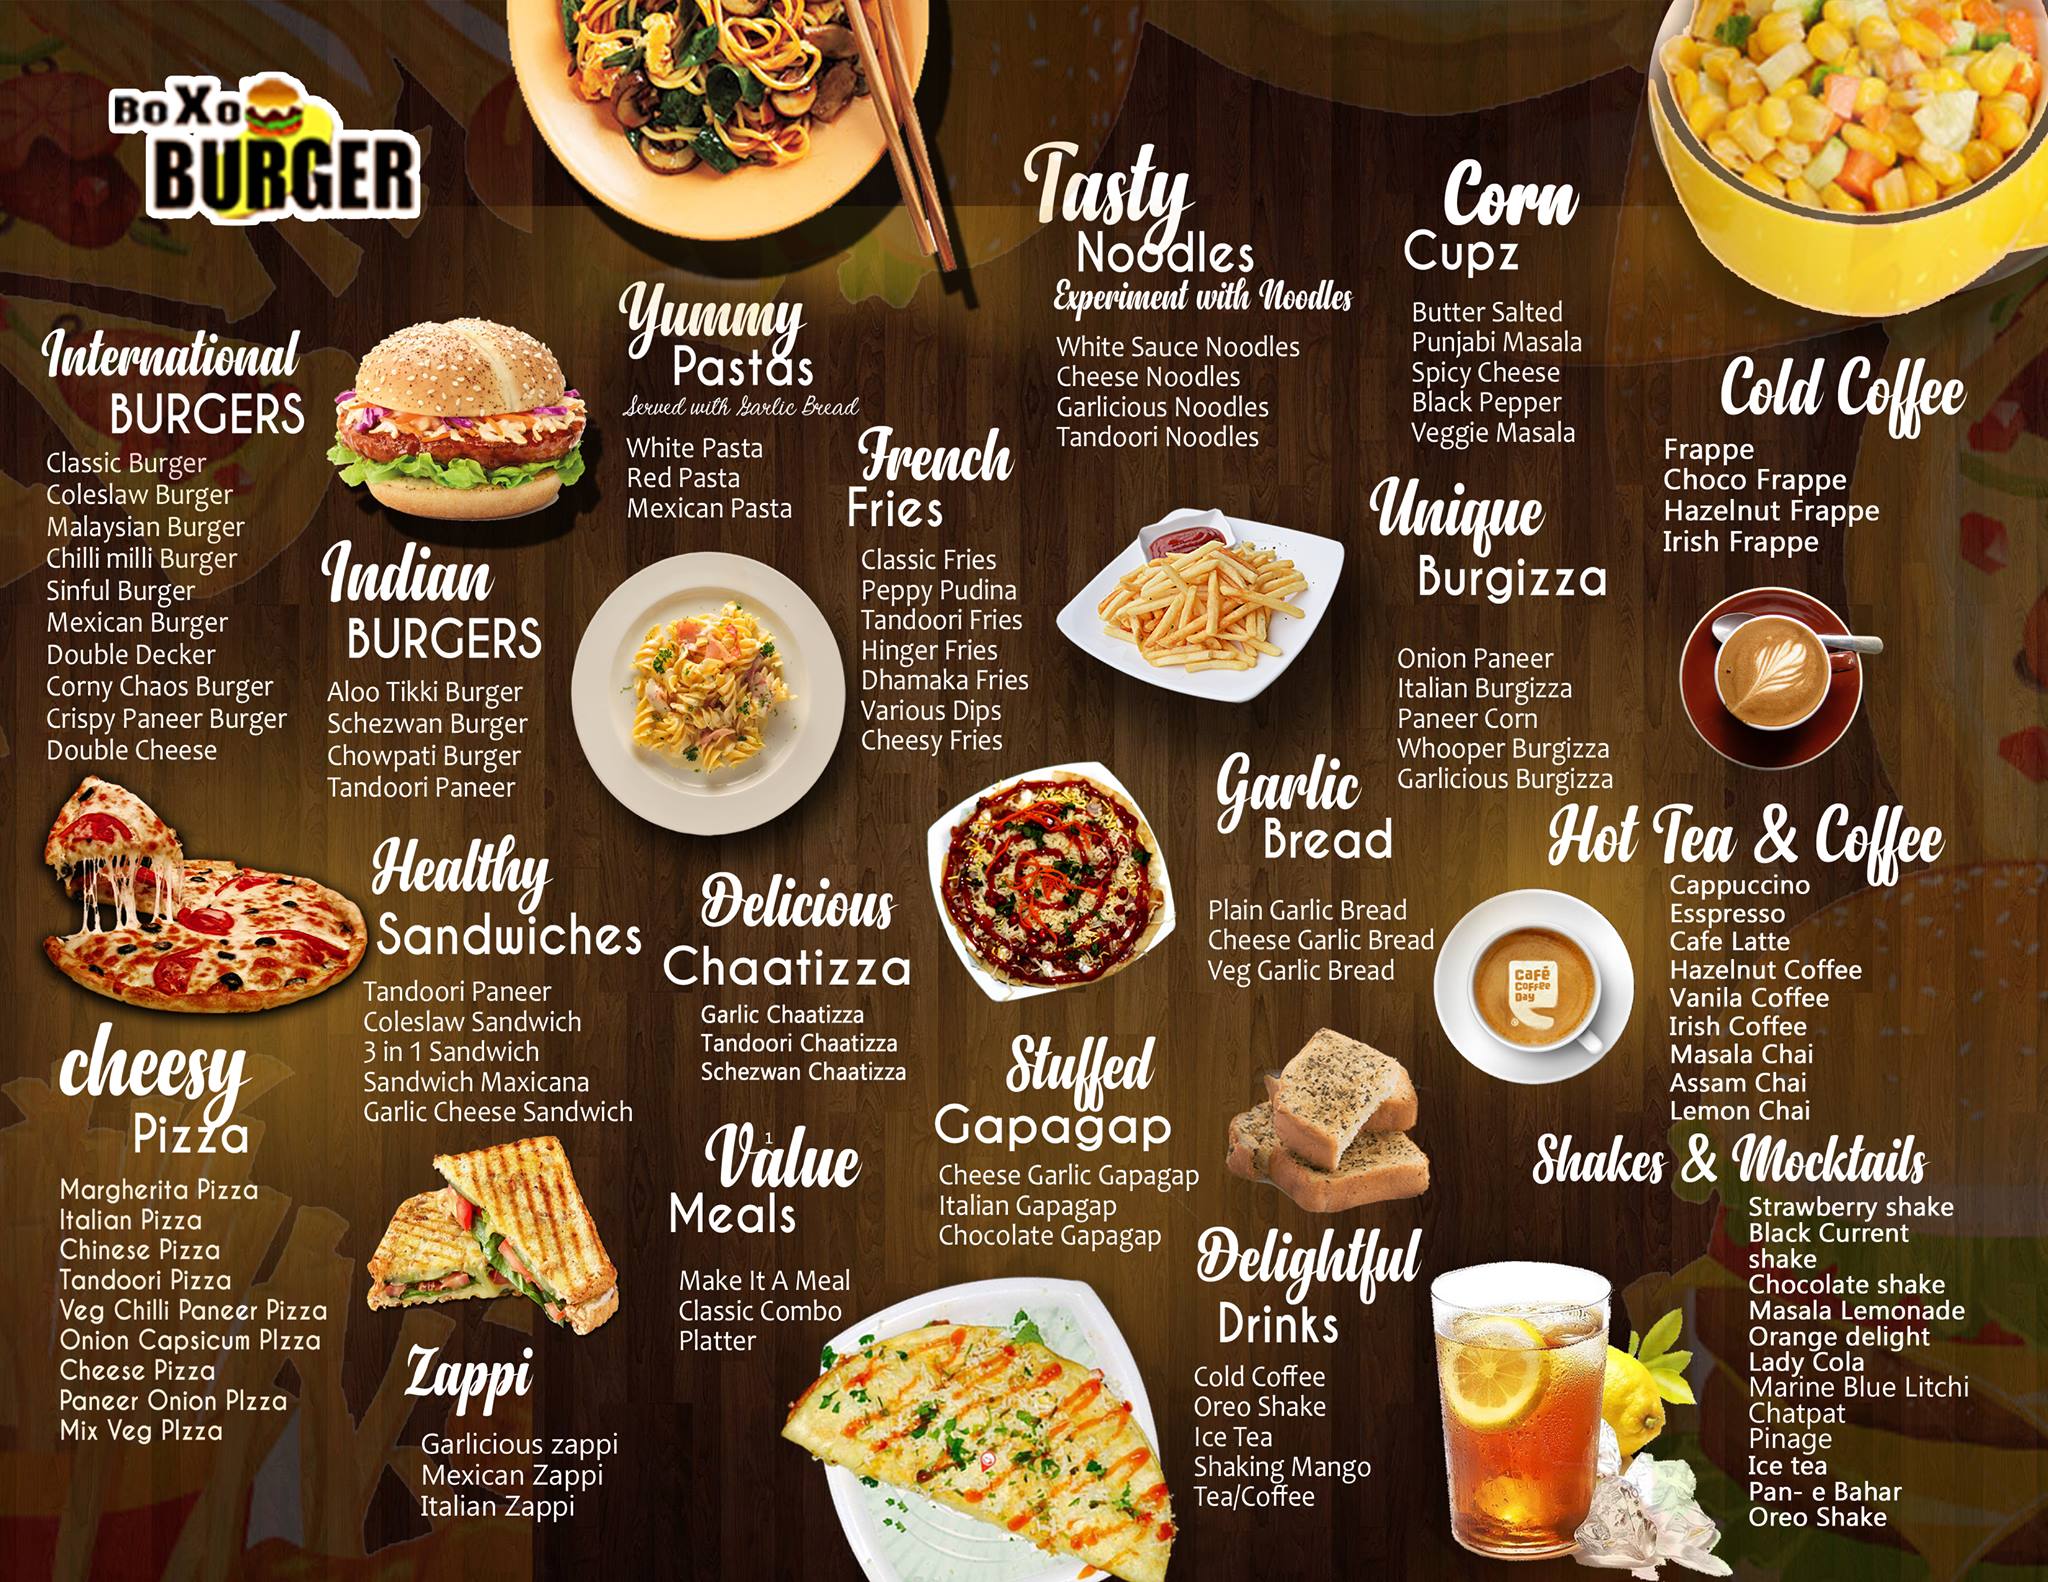 BoXo
BURGER
International
BURGERS
Classic Burger
Coleslaw Burger
Malaysian Burger
Chilli milli Burger
Sinful Burger
Mexican Burger
Double Decker
Corny Chaos Burger
Crispy Paneer Burger
Double Cheese
Indian
BURGERS
Aloo Tikki Burger
Schezwan Burger
Chowpati Burger
Tandoori Paneer
Yummy
Pastas
Served with Garlic Bread
White Pasta
Red Pasta
Mexican Pasta
French
Fries
Classic Fries
Peppy Pudina
Tandoori Fries
Hinger Fries
Dhamaka Fries
Various Dips
Cheesy Fries
Tasty
Noodles
Experiment with Noodles
White Sauce Noodles
Cheese Noodles
Garlicious Noodles
Tandoori Noodles
Corn
Cupz
Butter Salted
Punjabi Masala
Spicy Cheese
Black Pepper
Veggie Masala
Cold Coffee
Frappe
Choco Frappe
Hazelnut Frappe
Irish Frappe
Unique
Burgizza
Onion Paneer
Italian Burgizza
Paneer Corn
Whooper Burgizza
Garlicious Burgizza
cheesy
Pizza
Margherita Pizza
Italian Pizza
Chinese Pizza
Tandoori Pizza
Veg Chilli Paneer Pizza
Onion Capsicum PIzza
Cheese Pizza
Paneer Onion PIzza
Mix Veg PIzza
Healthy
Sandwiches
Tandoori Paneer
Coleslaw Sandwich
3 in 1 Sandwich
Sandwich Maxicana
Garlic Cheese Sandwich
Zappi
Garlicious zappi
Mexican Zappi
Italian Zappi
Delicious
Chaatizza
Garlic Chaatizza
Tandoori Chaatizza
Schezwan Chaatizza
Value
1
Meals
Make It A Meal
Classic Combo
Platter
Stuffed
Gapagap
Cheese Garlic Gapagap
Italian Gapagap
Chocolate Gapagap
Garlic
Bread
Plain Garlic Bread
Cheese Garlic Bread
Veg Garlic Bread
Delightful
Drinks
Cold Coffee
Oreo Shake
Ice Tea
Shaking Mango
Tea/Coffee
Hot Tea & Coffee
Cappuccino
Esspresso
Cafe Latte
Hazelnut Coffee
Vanila Coffee
Irish Coffee
Masala Chai
Assam Chai
Lemon Chai
Café
Coffee
Day
Shakes & Mocktails
Strawberry shake
Black Current
shake
Chocolate shake
Masala Lemonade
Orange delight
Lady Cola
Marine Blue Litchi
Chatpat
Pinage
Ice tea
Pan- e Bahar
Oreo Shake